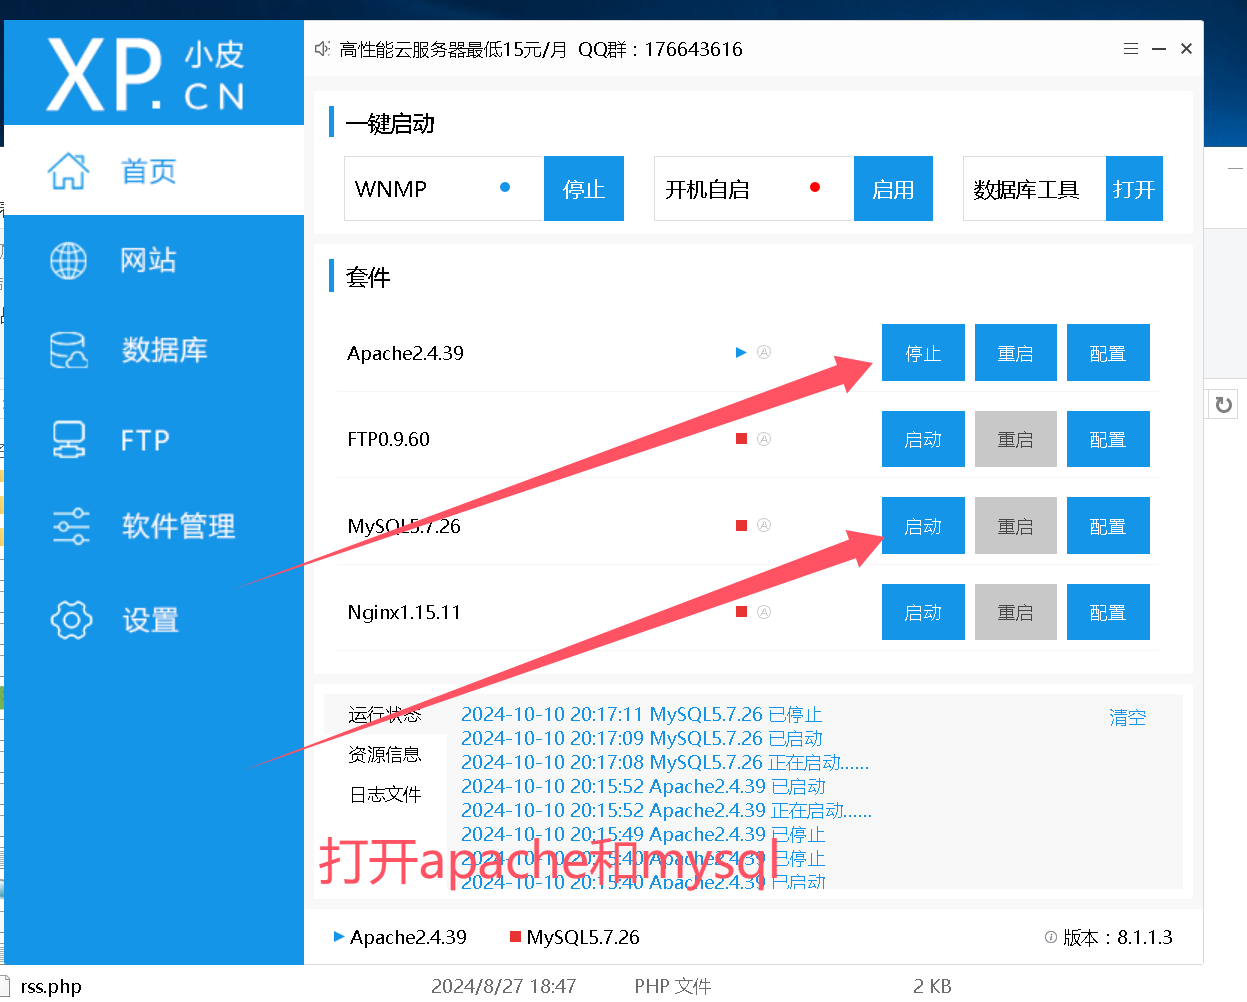 XP.CN 小皮
高性能云服务器最低15元/月 QQ群：176643616
首页
网站
数据库
FTP
软件管理
设置
一键启动
WNMP 停止 开机自启 启用 数据库工具 打开
套件
Apache2.4.39 停止 重启 配置
FTP0.9.60 启动 重启 配置
MySQL5.7.26 启动 重启 配置
Nginx1.15.11 启动 重启 配置
运行状态
资源信息
日志文件
2024-10-10 20:17:11 MySQL5.7.26 已停止
2024-10-10 20:17:09 MySQL5.7.26 已启动
2024-10-10 20:17:08 MySQL5.7.26 正在启动......
2024-10-10 20:15:52 Apache2.4.39 已启动
2024-10-10 20:15:52 Apache2.4.39 正在启动......
2024-10-10 20:15:49 Apache2.4.39 已停止
2024-10-10 20:15:40 Apache2.4.39 已停止
2024-10-10 20:15:40 Apache2.4.39 已启动
清空
打开apache和mysql
Apache2.4.39 MySQL5.7.26 版本：8.1.1.3
rss.php 2024/8/27 18:47 PHP 文件 2 KB